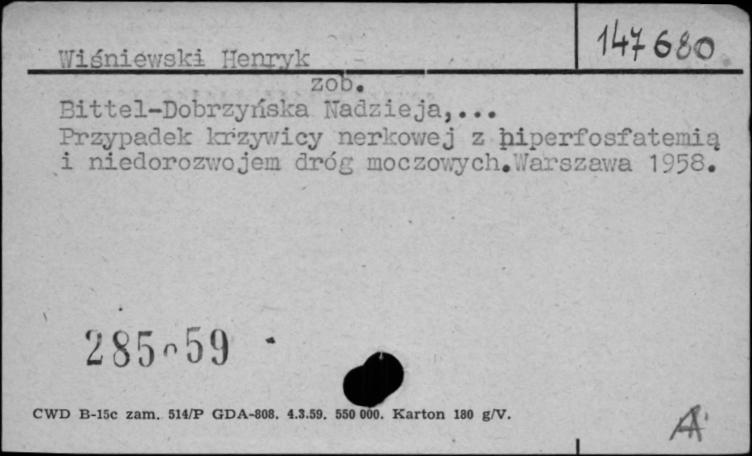 147680
Wiśniewski Henryk
zob.
Bittel-Dobrzyńska Nadzieja,...
Przypadek krzywicy nerkowej z hiperfosfatemią
i niedorozwojem dróg moczowych.Warszawa 1958.
285 59
CWD B-15c zam. 514/P GDA-808. 4.3.59. 550 000. Karton 180 g/V.
A